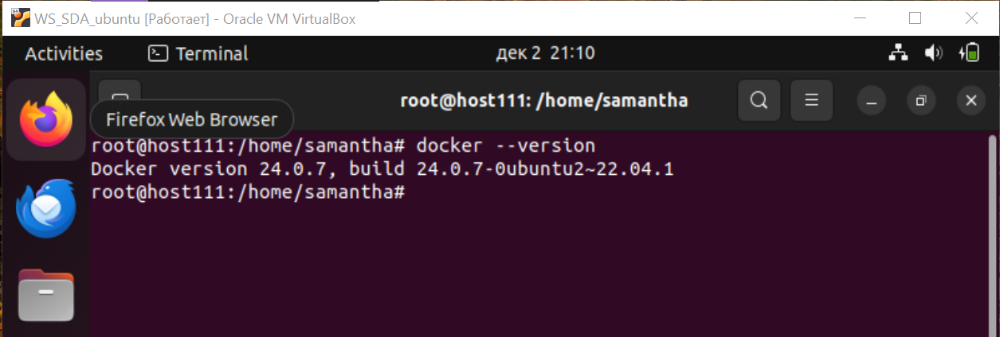 WS_SDA_ubuntu [Работает] - Oracle VM VirtualBox
Activities
Terminal
дек 2 21:10
root@host111: /home/samantha
Firefox Web Browser
root@host111:/home/samantha# docker --version
Docker version 24.0.7, build 24.0.7-0ubuntu2~22.04.1
root@host111:/home/samantha#